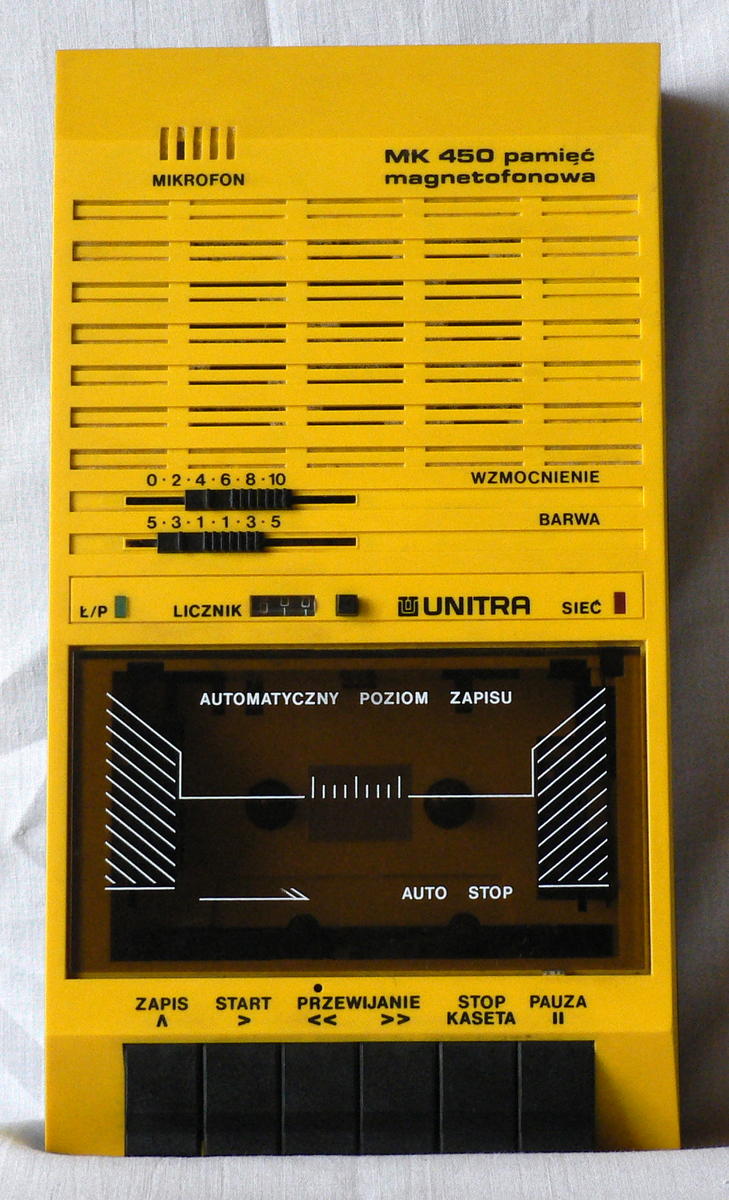 MIKROFON
MK 450 pamięć
magnetofonowa
0 · 2 · 4 · 6 · 8 · 10
WZMOCNIENIE
5 · 3 · 1 · 1 · 3 · 5
BARWA
Ł/P
LICZNIK
UNITRA
SIEĆ
AUTOMATYCZNY POZIOM ZAPISU
AUTO STOP
ZAPIS START PRZEWIJANIE STOP PAUZA
∧ > << >> KASETA II